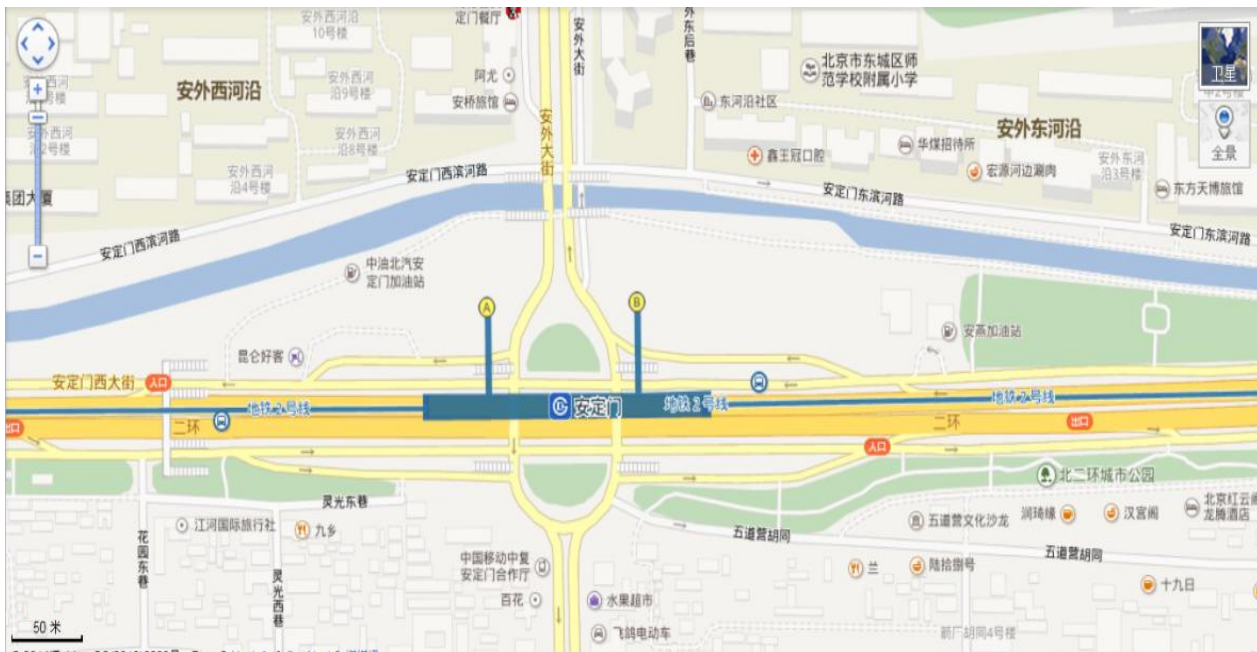 定门餐厅
安外西河
沿10号楼
安外大街
安外东后巷
卫星
阿尤
北京市东城区师
范学校附属小学
安外西河沿
安外西河
沿9号楼
安桥旅馆
东河沿社区
全景
安外西河
沿8号楼
安外大街
安外东河沿
华煤招待所
鑫王冠口腔
安外东河
沿3号楼
宏源河边涮肉
安外西河
沿4号楼
安定门西滨河路
安定门东滨河路
东方天博旅馆
安定门西滨河路
安定门东滨河路
中油北汽安
定门加油站
A
B
安燕加油站
昆仑好客
安定门西大街
入口
地铁2号线
安定门
地铁2号线
地铁2号线
出口
二环
二环
出口
入口
北二环城市公园
灵光东巷
江河国际旅行社
九乡
五道营胡同
五道营文化沙龙
润琦缘
汉宫阁
北京红云阁
龙腾酒店
花园东巷
灵光西巷
中国移动中复
安定门合作厅
五道营胡同
兰
陆拾捌号
十九日
百花
水果超市
飞鸽电动车
箭厂胡同4号楼
50 米